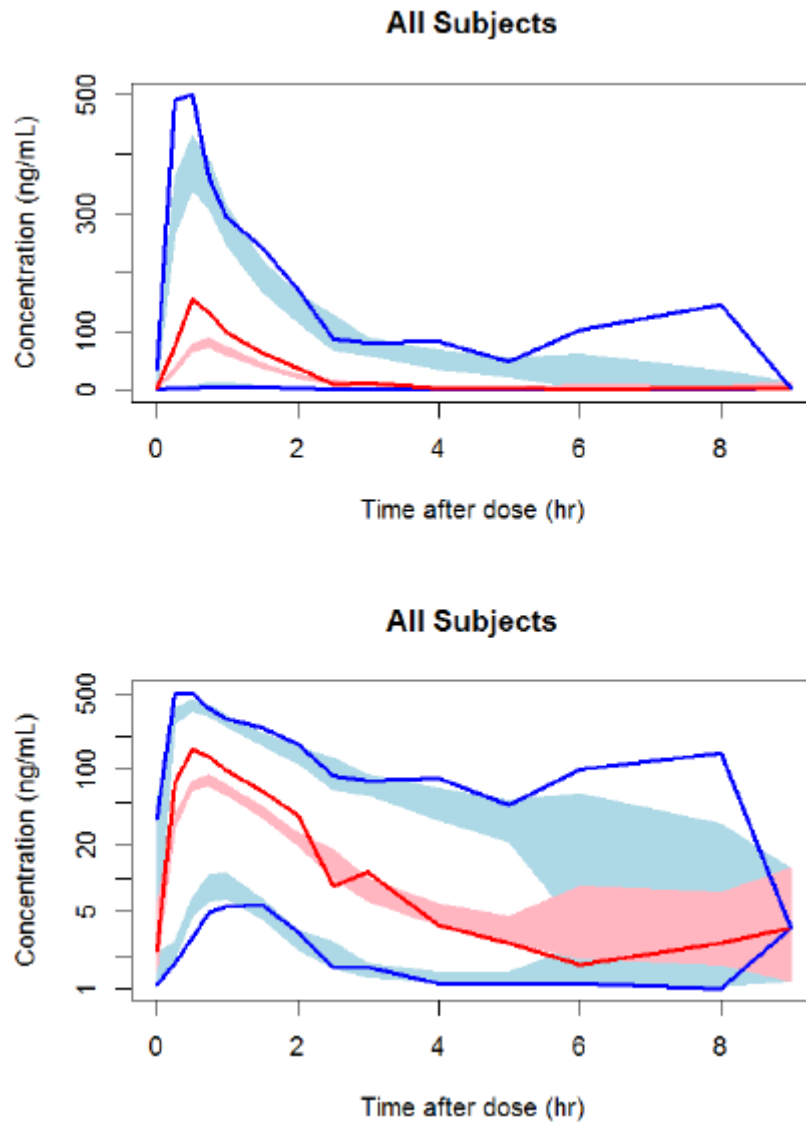 All Subjects
Concentration (ng/mL)
500
300
100
0
0 2 4 6 8
Time after dose (hr)
All Subjects
Concentration (ng/mL)
500
100
20
5
1
0 2 4 6 8
Time after dose (hr)